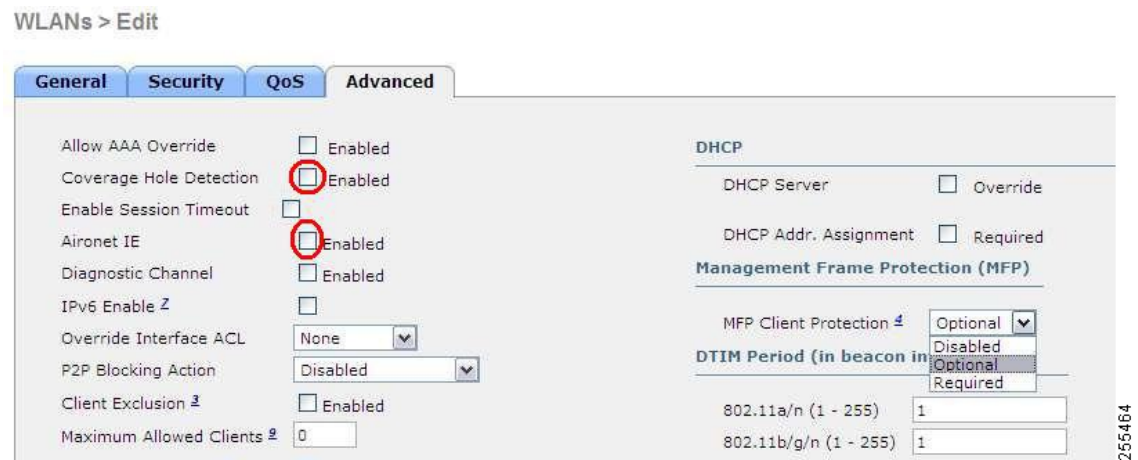 WLANs > Edit
General Security QoS Advanced
Allow AAA Override Enabled
Coverage Hole Detection Enabled
Enable Session Timeout
Aironet IE Enabled
Diagnostic Channel Enabled
IPv6 Enable 7
Override Interface ACL None
P2P Blocking Action Disabled
Client Exclusion 3 Enabled
Maximum Allowed Clients 9 0
DHCP
DHCP Server Override
DHCP Addr. Assignment Required
Management Frame Protection (MFP)
MFP Client Protection 4 Optional
Disabled
Optional
Required
DTIM Period (in beacon in
802.11a/n (1 - 255) 1
802.11b/g/n (1 - 255) 1
255464